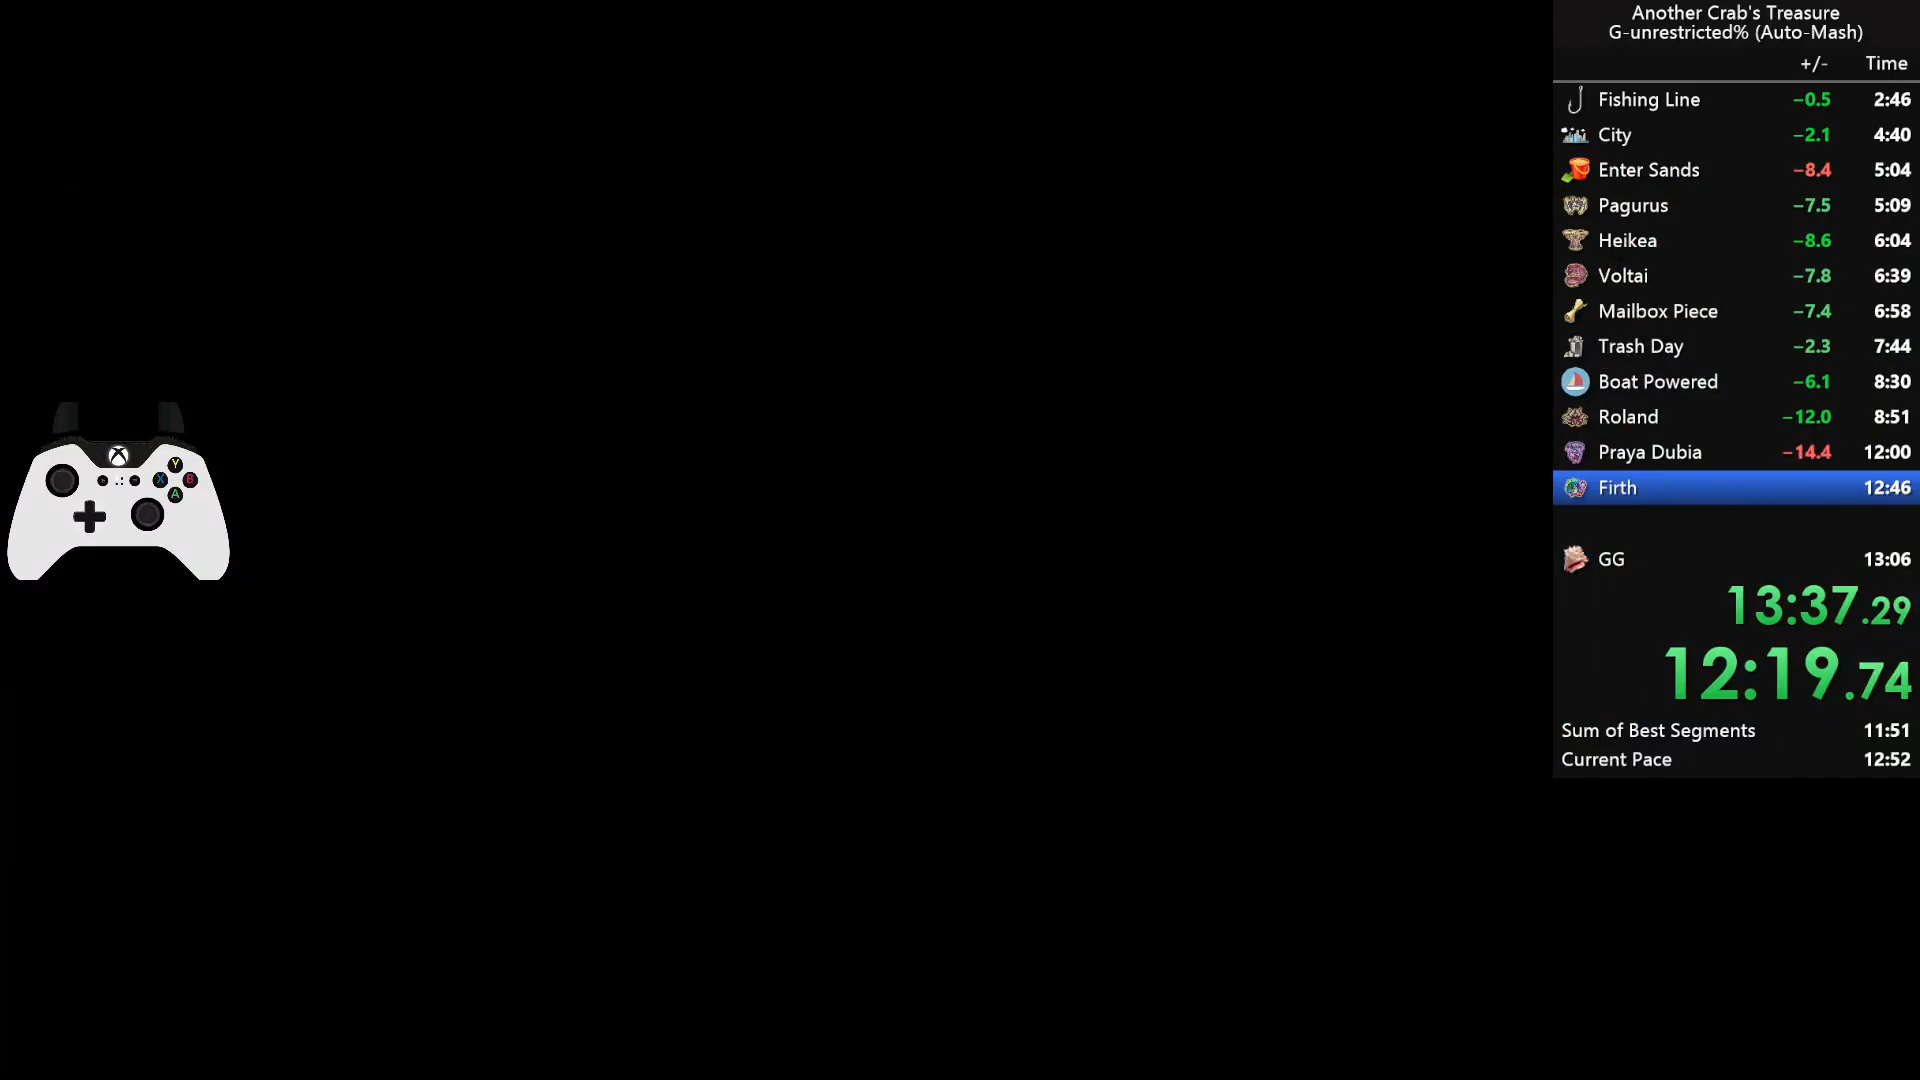 Another Crab's Treasure
G-unrestricted% (Auto-Mash)
+/- Time
Fishing Line −0.5 2:46
City −2.1 4:40
Enter Sands −8.4 5:04
Pagurus −7.5 5:09
Heikea −8.6 6:04
Voltai −7.8 6:39
Mailbox Piece −7.4 6:58
Trash Day −2.3 7:44
Boat Powered −6.1 8:30
Roland −12.0 8:51
Praya Dubia −14.4 12:00
Firth 12:46
GG 13:06
13:37.29
12:19.74
Sum of Best Segments 11:51
Current Pace 12:52
Y
X B
A